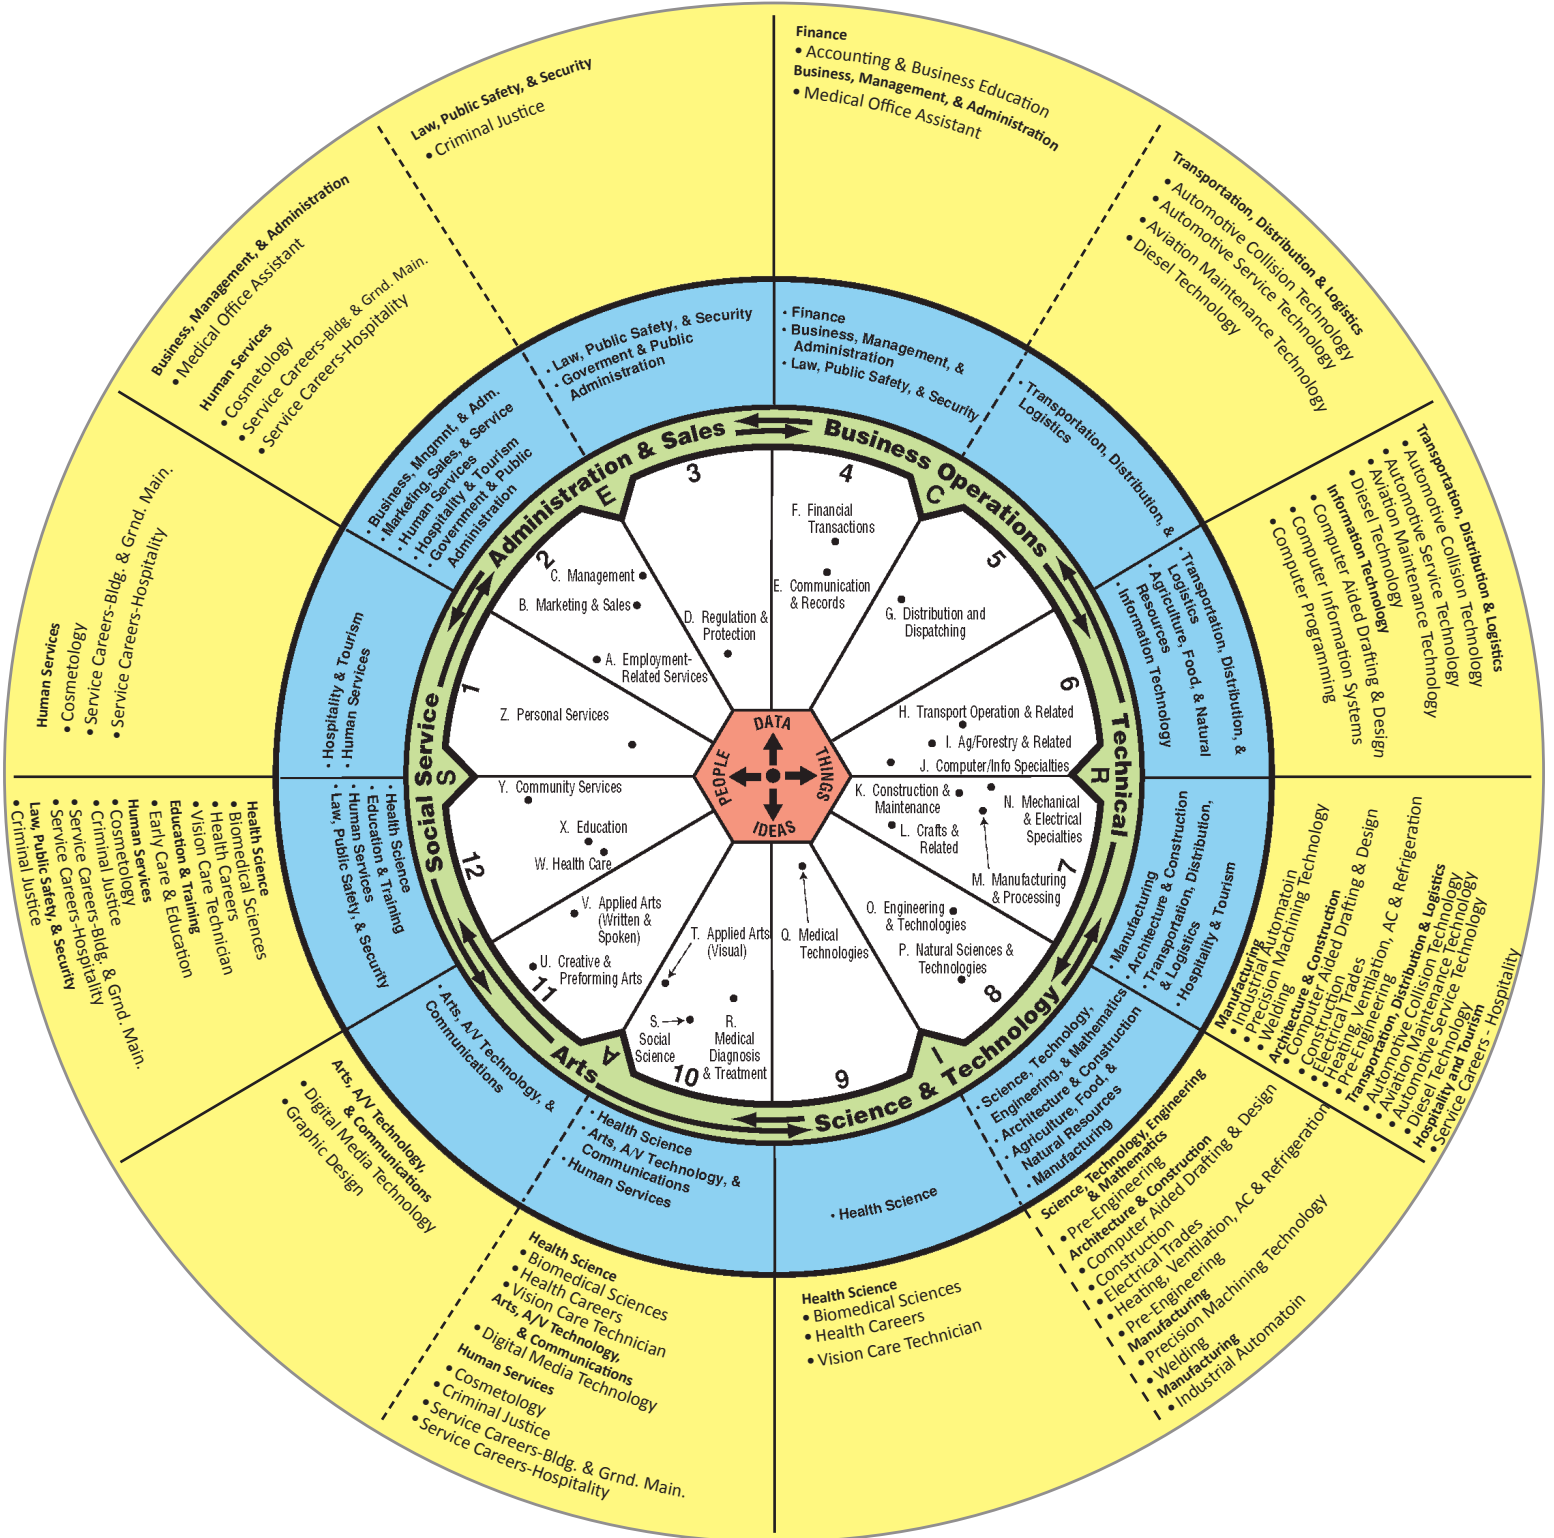 Finance
• Accounting & Business Education
Business, Management, & Administration
• Medical Office Assistant
Transportation, Distribution & Logistics
• Automotive Collision Technology
• Automotive Service Technology
• Aviation Maintenance Technology
• Diesel Technology
Transportation, Distribution & Logistics
• Automotive Collision Technology
• Automotive Service Technology
• Aviation Maintenance Technology
• Diesel Technology
Information Technology
• Computer Aided Drafting & Design
• Computer Information Systems
• Computer Programming
Manufacturing
• Industrial Automatoin
• Precision Machining Technology
• Welding
Architecture & Construction
• Computer Aided Drafting & Design
• Construction
• Electrical Trades
• Heating, Ventilation, AC & Refrigeration
• Pre-Engineering
Transportation, Distribution & Logistics
• Automotive Collision Technology
• Aviation Maintenance Technology
• Automotive Service Technology
• Diesel Technology
Hospitality and Tourism
• Service Careers - Hospitality
Science, Technology, Engineering
& Mathematics
• Pre-Engineering
Architecture & Construction
• Computer Aided Drafting & Design
• Construction
• Electrical Trades
• Heating, Ventilation, AC & Refrigeration
• Pre-Engineering
Manufacturing
• Precision Machining Technology
• Welding
Manufacturing
• Industrial Automatoin
Health Science
• Biomedical Sciences
• Health Careers
• Vision Care Technician
Health Science
• Biomedical Sciences
• Health Careers
• Vision Care Technician
Arts, A/V Technology,
& Communications
• Digital Media Technology
Human Services
• Cosmetology
• Criminal Justice
• Service Careers-Bldg. & Grnd. Main.
• Service Careers-Hospitality
Arts, A/V Technology,
& Communications
• Digital Media Technology
• Graphic Design
Health Science
• Biomedical Sciences
• Health Careers
• Vision Care Technician
Education & Training
• Early Care & Education
Human Services
• Cosmetology
• Criminal Justice
• Service Careers-Bldg. & Grnd. Main.
• Service Careers-Hospitality
Law, Public Safety, & Security
• Criminal Justice
Human Services
• Cosmetology
• Service Careers-Bldg. & Grnd. Main.
• Service Careers-Hospitality
Business, Management, & Administration
• Medical Office Assistant
Human Services
• Cosmetology
• Service Careers-Bldg. & Grnd. Main.
• Service Careers-Hospitality
Law, Public Safety, & Security
• Criminal Justice
• Finance
• Business, Management, &
Administration
• Law, Public Safety, & Security
• Transportation, Distribution, &
Logistics
• Transportation, Distribution, &
Logistics
• Agriculture, Food, & Natural
Resources
• Information Technology
• Manufacturing
• Architecture & Construction
• Transportation, Distribution,
& Logistics
• Hospitality & Tourism
• Science, Technology,
Engineering, & Mathematics
• Architecture & Construction
• Agriculture, Food, &
Natural Resources
• Manufacturing
• Health Science
• Health Science
• Arts, A/V Technology, &
Communications
• Human Services
• Arts, A/V Technology, &
Communications
• Health Science
• Education & Training
• Human Services
• Law, Public Safety, & Security
• Hospitality & Tourism
• Human Services
• Business, Mngmnt, & Adm.
• Marketing, Sales, & Service
• Human Services
• Hospitality & Tourism
• Government & Public
Administration
• Law, Public Safety, & Security
• Goverment & Public
Administration
Administration & Sales
Business Operations
Technical
Science & Technology
Arts
Social Service
E
C
R
I
A
S
1
2
3
4
5
6
7
8
9
10
11
12
F. Financial
Transactions
E. Communication
& Records
G. Distribution and
Dispatching
H. Transport Operation & Related
I. Ag/Forestry & Related
J. Computer/Info Specialties
K. Construction &
Maintenance
N. Mechanical
& Electrical
Specialties
L. Crafts &
Related
M. Manufacturing
& Processing
O. Engineering
& Technologies
P. Natural Sciences &
Technologies
Q. Medical
Technologies
R.
Medical
Diagnosis
& Treatment
S.
Social
Science
T. Applied Arts
(Visual)
U. Creative &
Preforming Arts
V. Applied Arts
(Written &
Spoken)
W. Health Care
X. Education
Y. Community Services
Z. Personal Services
A. Employment-
Related Services
B. Marketing & Sales
C. Management
D. Regulation &
Protection
DATA
THINGS
IDEAS
PEOPLE